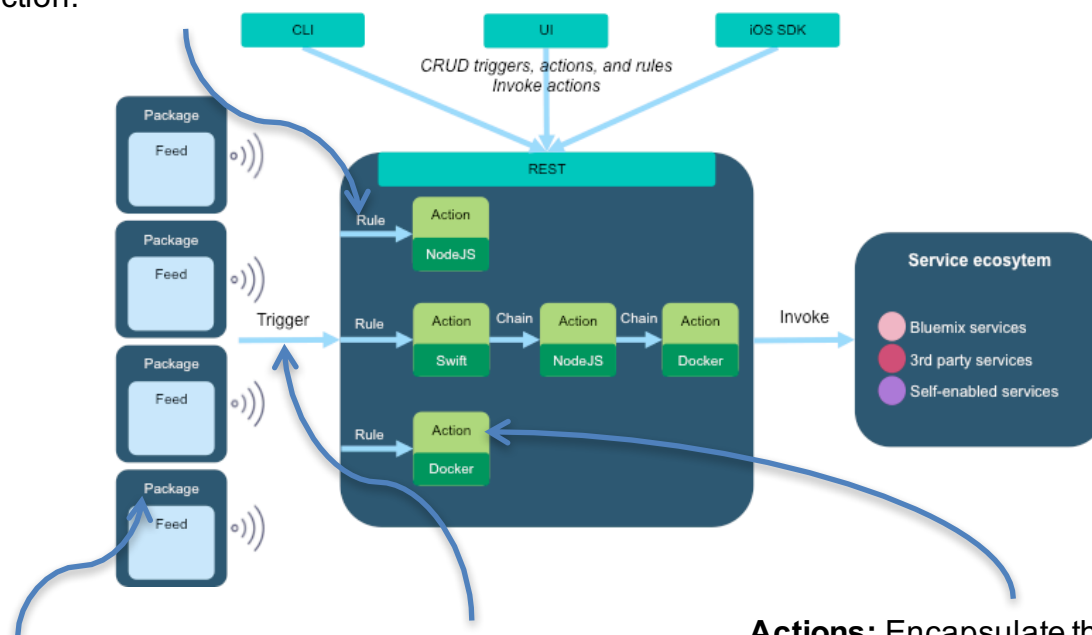 ction.
CLI
UI
iOS SDK
CRUD triggers, actions, and rules
Invoke actions
REST
Package
Feed
Package
Feed
Package
Feed
Package
Feed
Trigger
Rule
Action
NodeJS
Rule
Action
Swift
Chain
Action
NodeJS
Chain
Action
Docker
Rule
Action
Docker
Invoke
Service ecosytem
Bluemix services
3rd party services
Self-enabled services
Actions: Encapsulate th